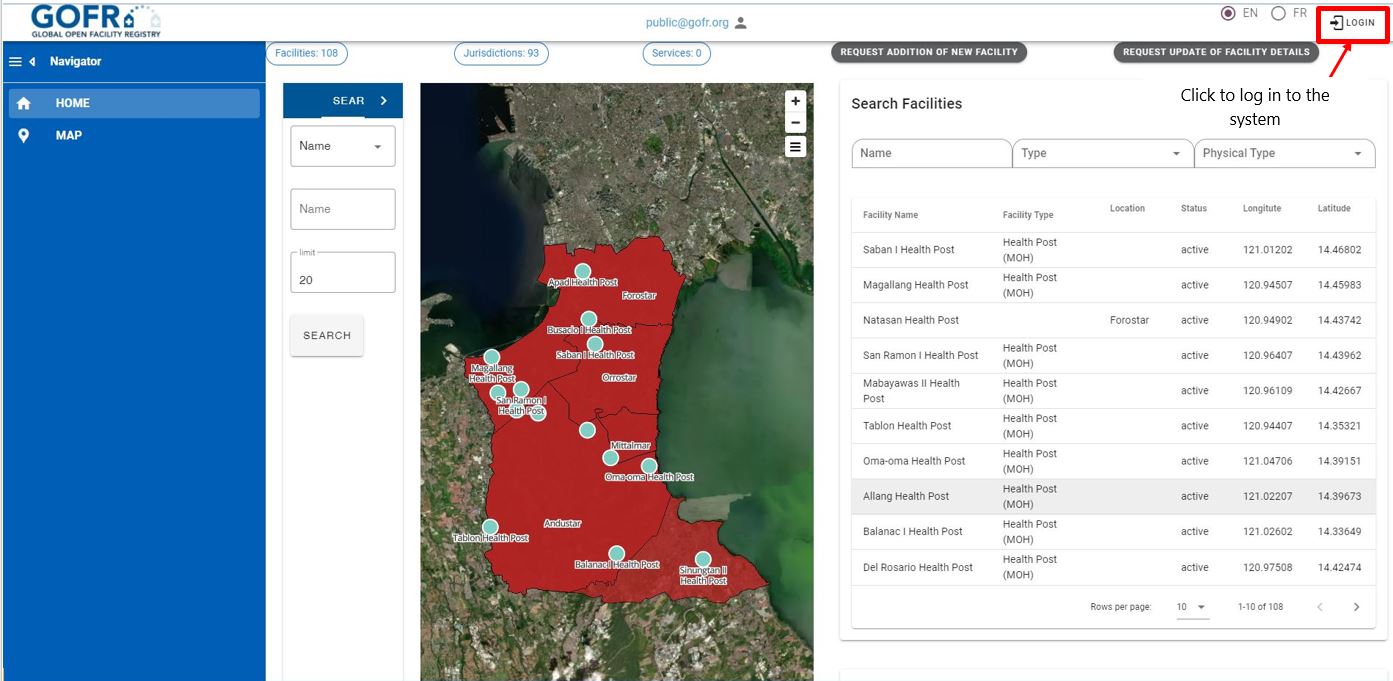 GOFR
GLOBAL OPEN FACILITY REGISTRY
public@gofr.org
EN
FR
LOGIN
Navigator
Facilities: 108
Jurisdictions: 93
Services: 0
REQUEST ADDITION OF NEW FACILITY
REQUEST UPDATE OF FACILITY DETAILS
HOME
MAP
SEAR
Name
Name
limit
20
SEARCH
+
−
Apad Health Post
Forostar
Busaclo I Health Post
Saban I Health Post
Magallang
Health Post
Orrostar
San Ramon I
Health Post
Mittalmar
Oma-oma Health Post
Andustar
Tablon Health Post
Balanac I Health Post
Sinungtan II
Health Post
Click to log in to the
system
Search Facilities
Name
Type
Physical Type
Facility Name Facility Type Location Status Longitute Latitude
Saban I Health Post Health Post (MOH) active 121.01202 14.46802
Magallang Health Post Health Post (MOH) active 120.94507 14.45983
Natasan Health Post Forostar active 120.94902 14.43742
San Ramon I Health Post Health Post (MOH) active 120.96407 14.43962
Mabayawas II Health Post Health Post (MOH) active 120.96109 14.42667
Tablon Health Post Health Post (MOH) active 120.94407 14.35321
Oma-oma Health Post Health Post (MOH) active 121.04706 14.39151
Allang Health Post Health Post (MOH) active 121.02207 14.39673
Balanac I Health Post Health Post (MOH) active 121.02602 14.33649
Del Rosario Health Post Health Post (MOH) active 120.97508 14.42474
Rows per page: 10 1-10 of 108